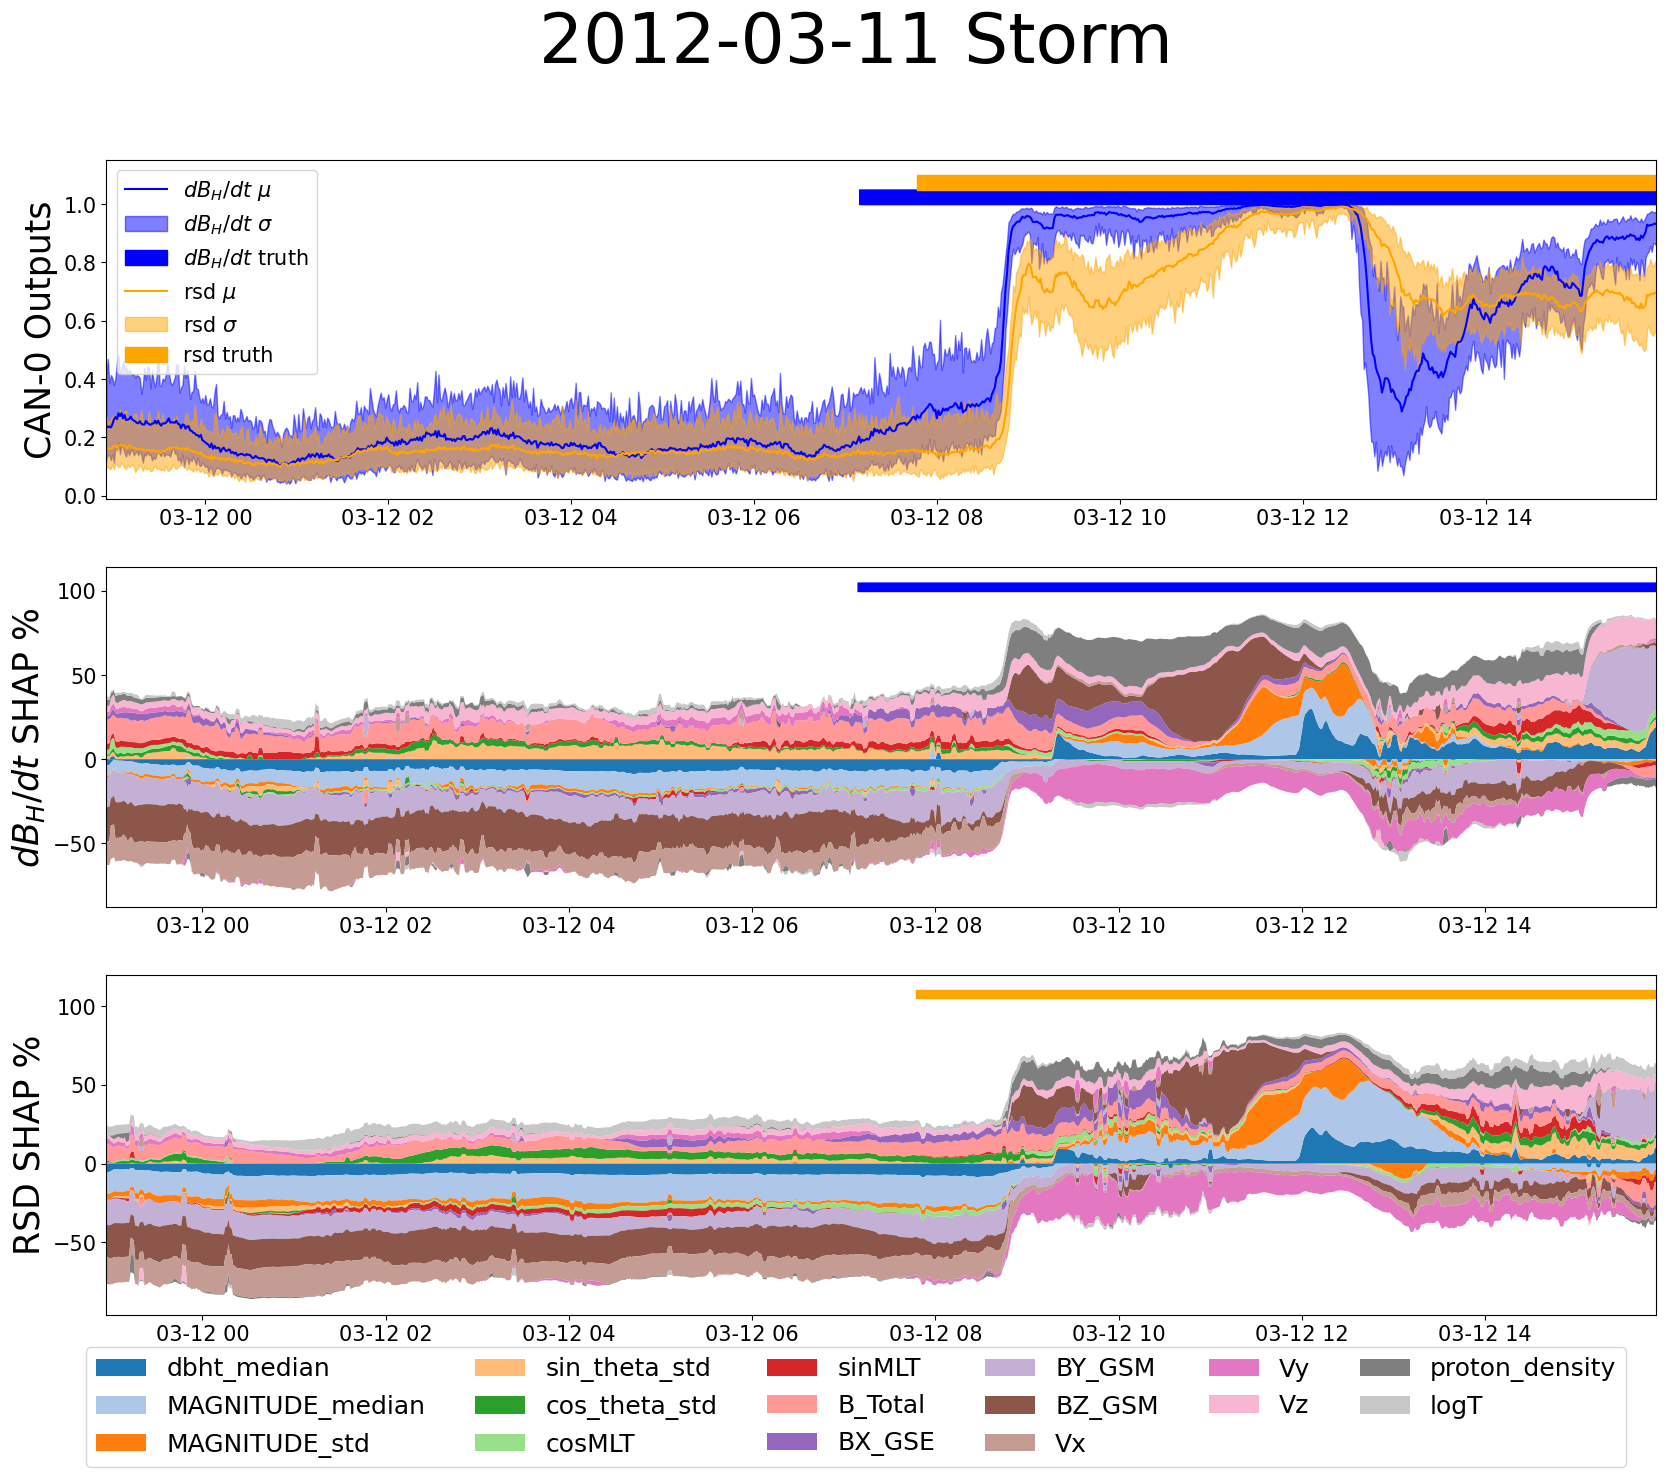 2012-03-11 Storm
CAN-0 Outputs
1.0
0.8
0.6
0.4
0.2
0.0
dB_H/dt μ
dB_H/dt σ
dB_H/dt truth
rsd μ
rsd σ
rsd truth
03-12 00 03-12 02 03-12 04 03-12 06 03-12 08 03-12 10 03-12 12 03-12 14
dB_H/dt SHAP %
100
50
0
−50
03-12 00 03-12 02 03-12 04 03-12 06 03-12 08 03-12 10 03-12 12 03-12 14
RSD SHAP %
100
50
0
−50
03-12 00 03-12 02 03-12 04 03-12 06 03-12 08 03-12 10 03-12 12 03-12 14
dbht_median sin_theta_std sinMLT BY_GSM Vy proton_density
MAGNITUDE_median cos_theta_std B_Total BZ_GSM Vz logT
MAGNITUDE_std cosMLT BX_GSE Vx